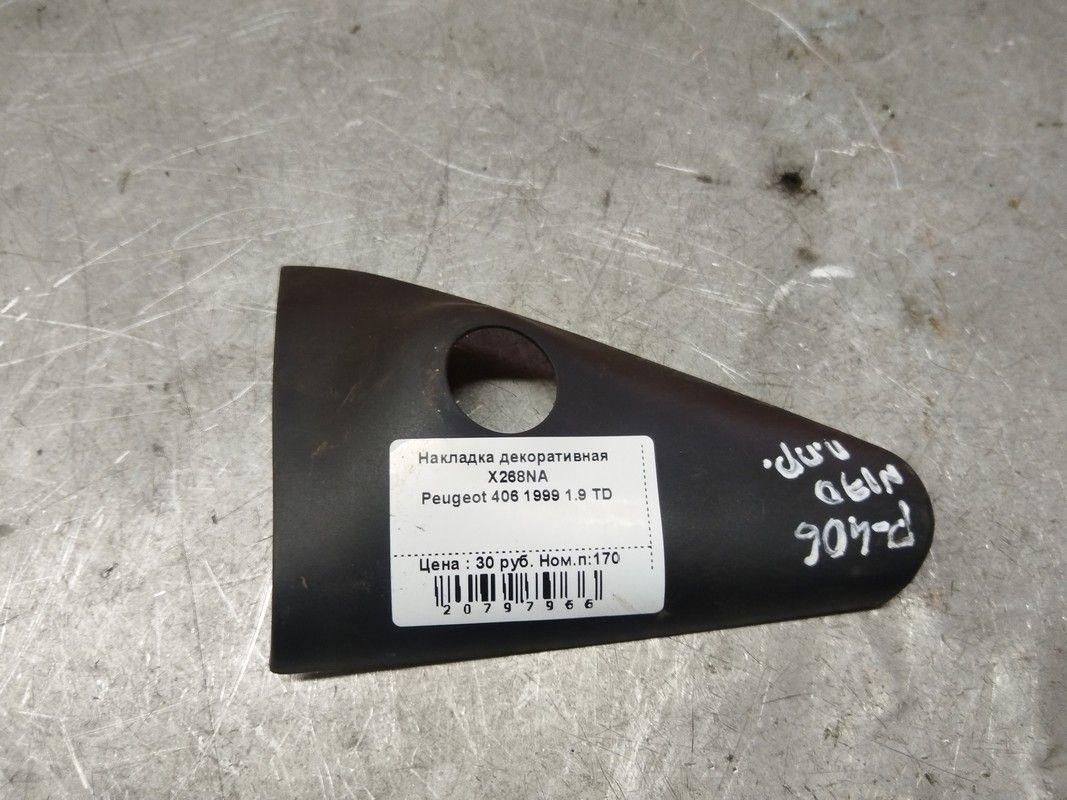 Накладка декоративная
X268NA
Peugeot 406 1999 1.9 TD
Цена : 30 руб. Ном.п:170
20797966
P-406